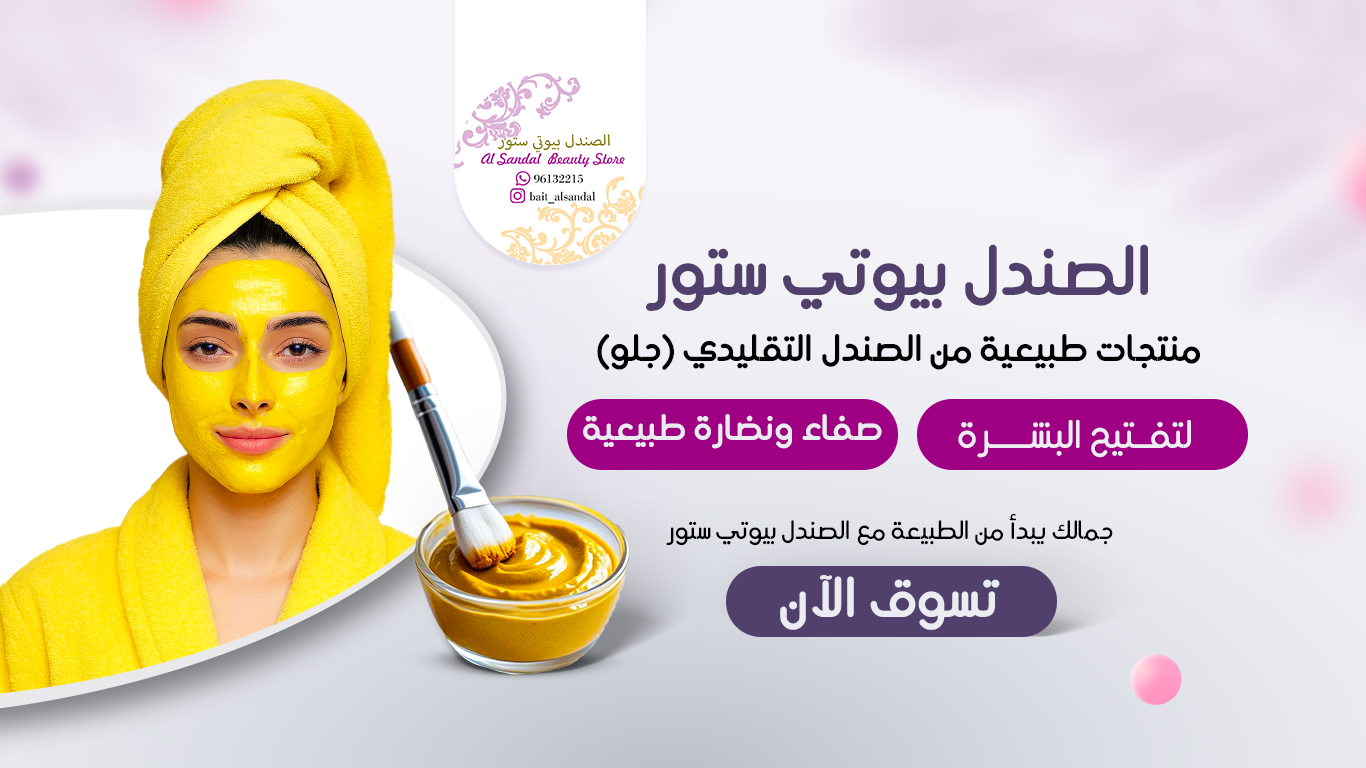 الصندل بيوتي ستور
Al Sandal Beauty Store
96132215
bait_alsandal
الصندل بيوتي ستور
منتجات طبيعية من الصندل التقليدي (جلو)
لتفـتيح البشـــرة
صفاء ونضارة طبيعية
جمالك يبدأ من الطبيعة مع الصندل بيوتي ستور
تسوق الآن